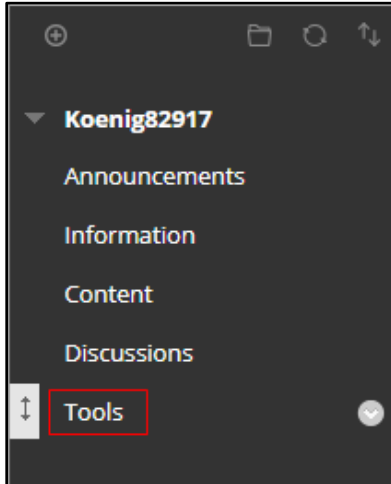 Koenig82917
Announcements
Information
Content
Discussions
Tools